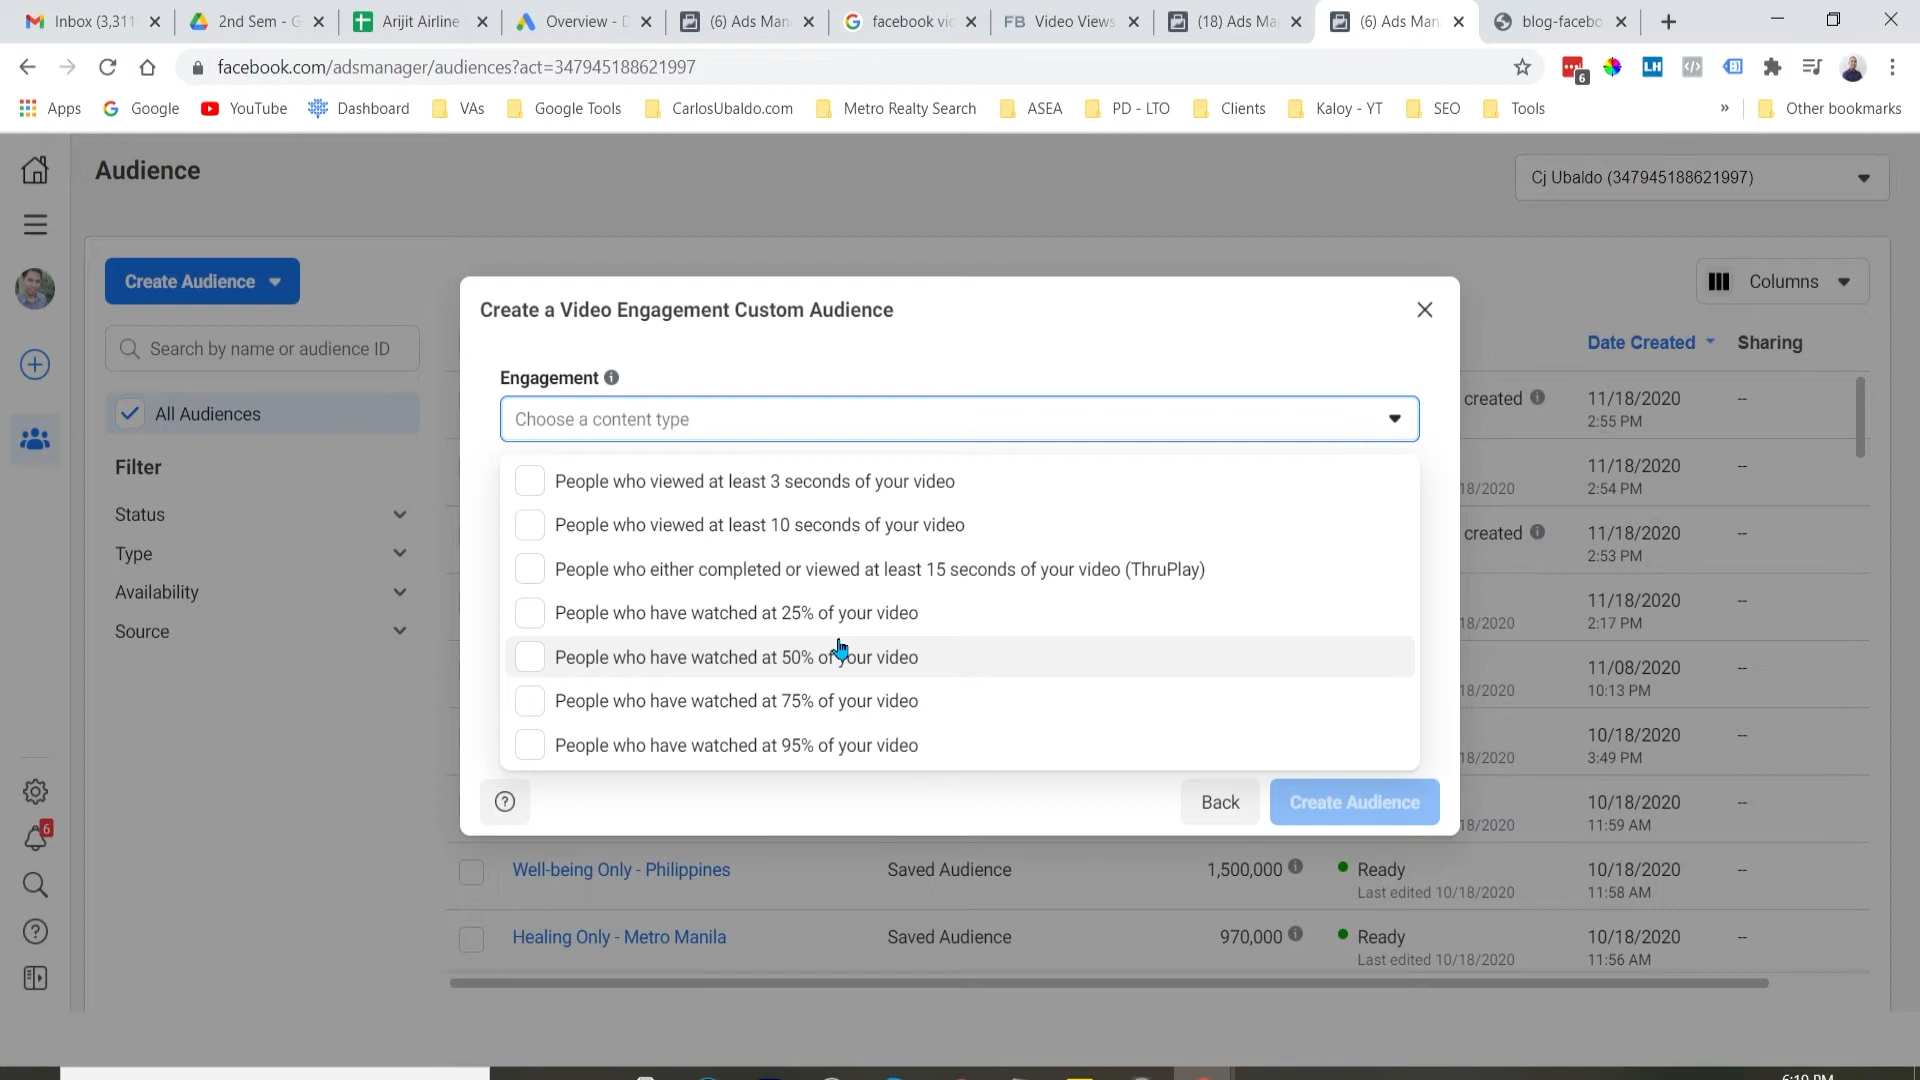 Inbox (3,311
2nd Sem - G
Arijit Airline
Overview - D
(6) Ads Man
facebook vid
FB Video Views
(18) Ads Ma
(6) Ads Man
blog-facebo
facebook.com/adsmanager/audiences?act=347945188621997
6
LH
Apps
Google
YouTube
Dashboard
VAs
Google Tools
CarlosUbaldo.com
Metro Realty Search
ASEA
PD - LTO
Clients
Kaloy - YT
SEO
Tools
»
Other bookmarks
Audience
Cj Ubaldo (347945188621997)
Create Audience
Columns
Search by name or audience ID
Date Created
Sharing
All Audiences
Filter
Status
Type
Availability
Source
Create a Video Engagement Custom Audience
Engagement
Choose a content type
People who viewed at least 3 seconds of your video
People who viewed at least 10 seconds of your video
People who either completed or viewed at least 15 seconds of your video (ThruPlay)
People who have watched at 25% of your video
People who have watched at 50% of your video
People who have watched at 75% of your video
People who have watched at 95% of your video
Back
Create Audience
created
11/18/2020
2:55 PM
--
18/2020
11/18/2020
2:54 PM
--
created
11/18/2020
2:53 PM
--
18/2020
11/18/2020
2:17 PM
--
18/2020
11/08/2020
10:13 PM
--
18/2020
10/18/2020
3:49 PM
--
18/2020
10/18/2020
11:59 AM
--
Well-being Only - Philippines
Saved Audience
1,500,000
Ready
Last edited 10/18/2020
10/18/2020
11:58 AM
--
Healing Only - Metro Manila
Saved Audience
970,000
Ready
Last edited 10/18/2020
10/18/2020
11:56 AM
--
6